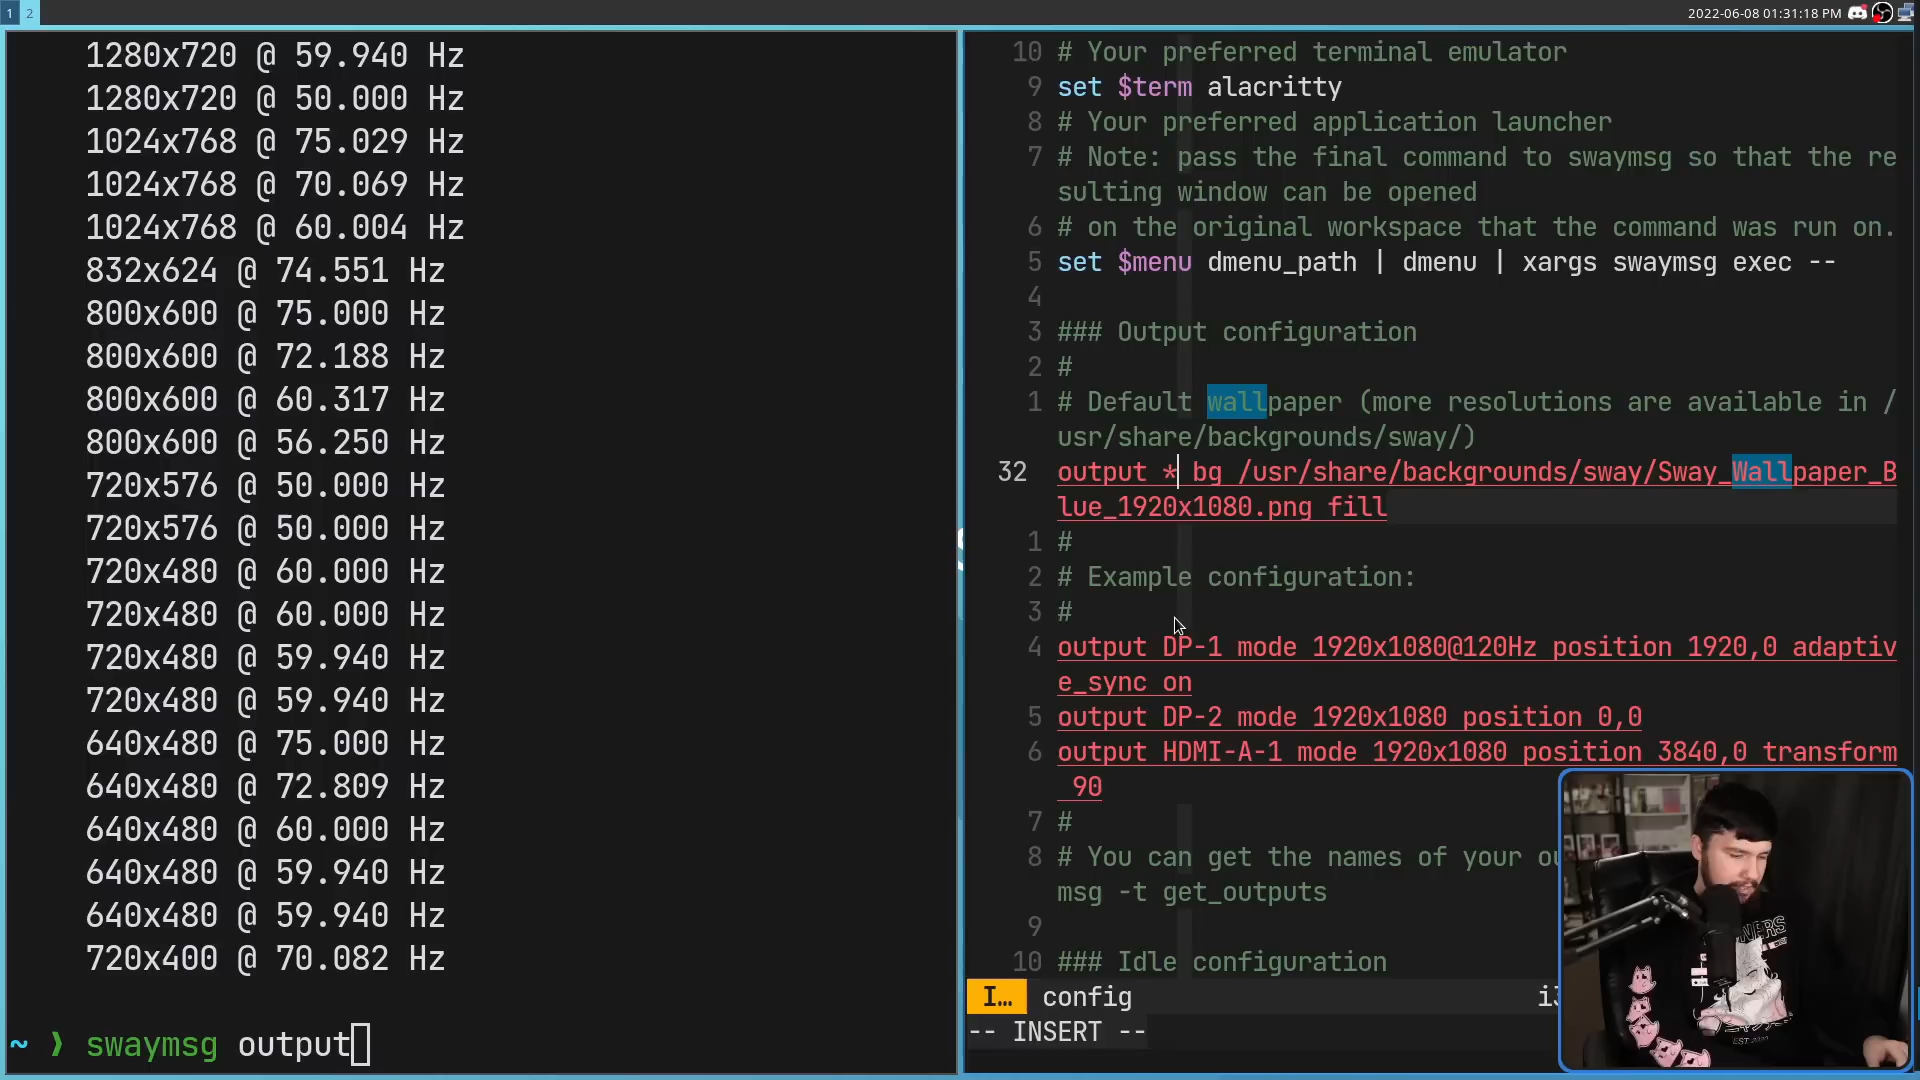 1 2
2022-06-08 01:31:18 PM
1280x720 @ 59.940 Hz
1280x720 @ 50.000 Hz
1024x768 @ 75.029 Hz
1024x768 @ 70.069 Hz
1024x768 @ 60.004 Hz
832x624 @ 74.551 Hz
800x600 @ 75.000 Hz
800x600 @ 72.188 Hz
800x600 @ 60.317 Hz
800x600 @ 56.250 Hz
720x576 @ 50.000 Hz
720x576 @ 50.000 Hz
720x480 @ 60.000 Hz
720x480 @ 60.000 Hz
720x480 @ 59.940 Hz
720x480 @ 59.940 Hz
640x480 @ 75.000 Hz
640x480 @ 72.809 Hz
640x480 @ 60.000 Hz
640x480 @ 59.940 Hz
640x480 @ 59.940 Hz
720x400 @ 70.082 Hz
~ ❯ swaymsg output
10 # Your preferred terminal emulator
9 set $term alacritty
8 # Your preferred application launcher
7 # Note: pass the final command to swaymsg so that the re
sulting window can be opened
6 # on the original workspace that the command was run on.
5 set $menu dmenu_path | dmenu | xargs swaymsg exec --
4
3 ### Output configuration
2 #
1 # Default wallpaper (more resolutions are available in /
usr/share/backgrounds/sway/)
32 output * bg /usr/share/backgrounds/sway/Sway_Wallpaper_B
lue_1920x1080.png fill
1 #
2 # Example configuration:
3 #
4 output DP-1 mode 1920x1080@120Hz position 1920,0 adaptiv
e_sync on
5 output DP-2 mode 1920x1080 position 0,0
6 output HDMI-A-1 mode 1920x1080 position 3840,0 transform
90
7 #
8 # You can get the names of your
msg -t get_outputs
9
10 ### Idle configuration
I… config
-- INSERT --